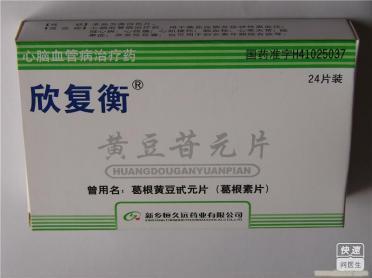 心脑血管病治疗药
国药准字H41025037
24片装
欣复衡®
黄豆苷元片
HUANGDOUGANYUANPIAN
曾用名：葛根黄豆甙元片（葛根素片）
新乡恒久远药业有限公司
快速
问医生